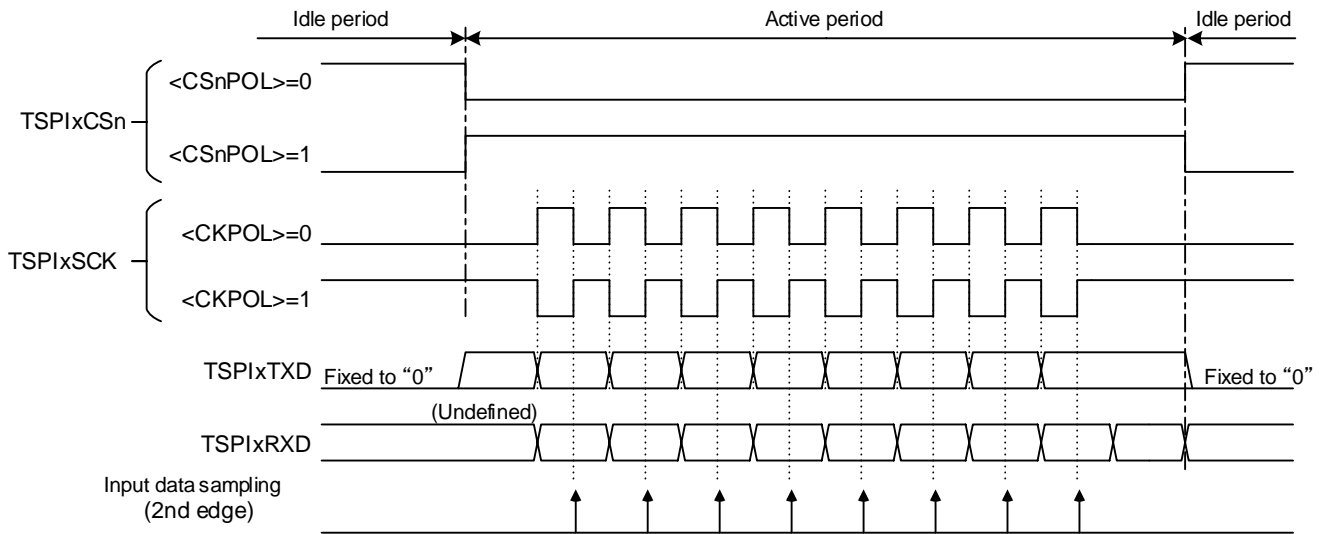 Idle period Active period Idle period
<CSnPOL>=0
TSPIxCSn
<CSnPOL>=1
<CKPOL>=0
TSPIxSCK
<CKPOL>=1
TSPIxTXD Fixed to “0” Fixed to “0”
(Undefined)
TSPIxRXD
Input data sampling
(2nd edge)